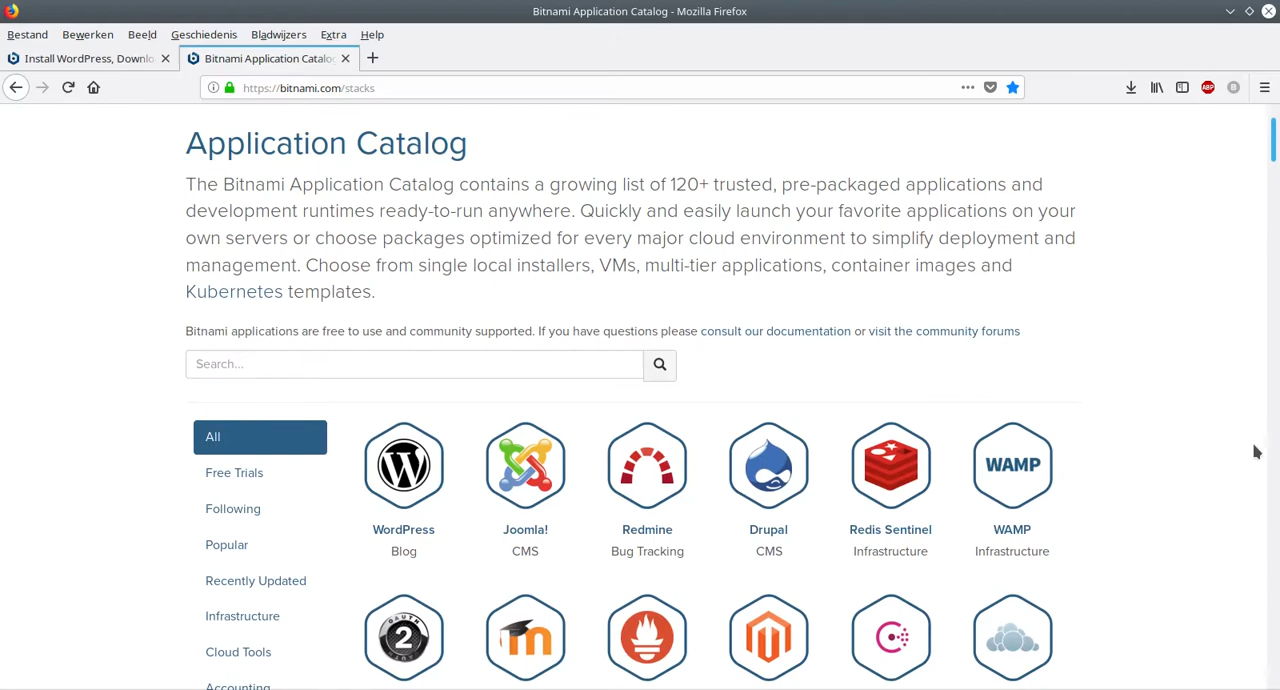 Bitnami Application Catalog - Mozilla Firefox
Bestand Bewerken Beeld Geschiedenis Bladwijzers Extra Help
Install WordPress, Downlo
Bitnami Application Catalog
https://bitnami.com/stacks
ABP
B
Application Catalog
The Bitnami Application Catalog contains a growing list of 120+ trusted, pre-packaged applications and
development runtimes ready-to-run anywhere. Quickly and easily launch your favorite applications on your
own servers or choose packages optimized for every major cloud environment to simplify deployment and
management. Choose from single local installers, VMs, multi-tier applications, container images and
Kubernetes templates.
Bitnami applications are free to use and community supported. If you have questions please consult our documentation or visit the community forums
Search...
All
Free Trials
Following
Popular
Recently Updated
Infrastructure
Cloud Tools
Accounting
W
WAMP
WordPress Joomla! Redmine Drupal Redis Sentinel WAMP
Blog CMS Bug Tracking CMS Infrastructure Infrastructure
OAUTH
2
m